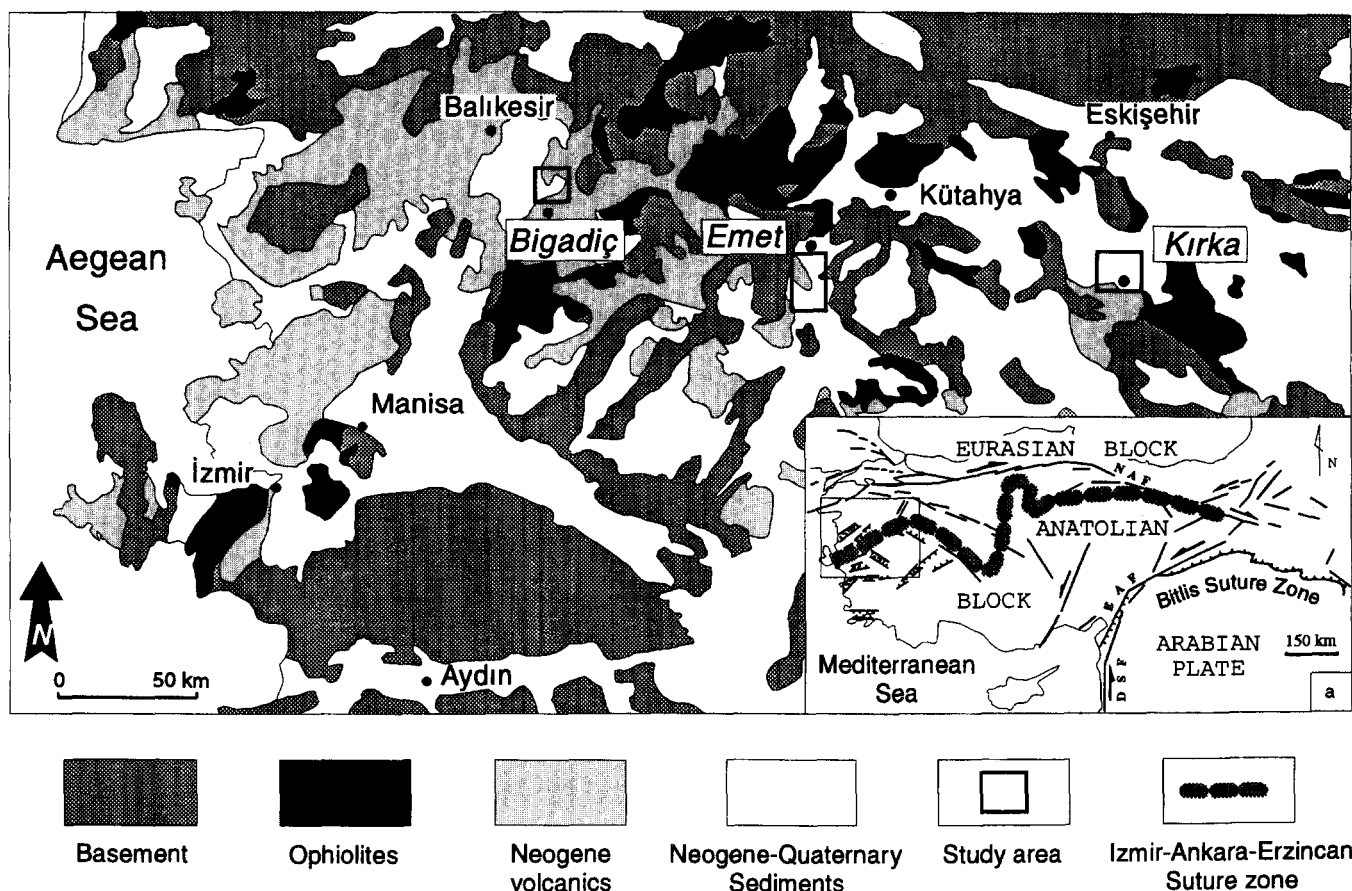 Balıkesir
Eskişehir
Kütahya
Bigadiç
Emet
Kırka
Aegean
Sea
Manisa
İzmir
Aydın
N
0 50 km
EURASIAN BLOCK
N
NAF
ANATOLIAN
BLOCK
EAF
Bitlis Suture Zone
ARABIAN
PLATE
150 km
Mediterranean
Sea
DSF
a
Basement
Ophiolites
Neogene
volcanics
Neogene-Quaternary
Sediments
Study area
Izmir-Ankara-Erzincan
Suture zone